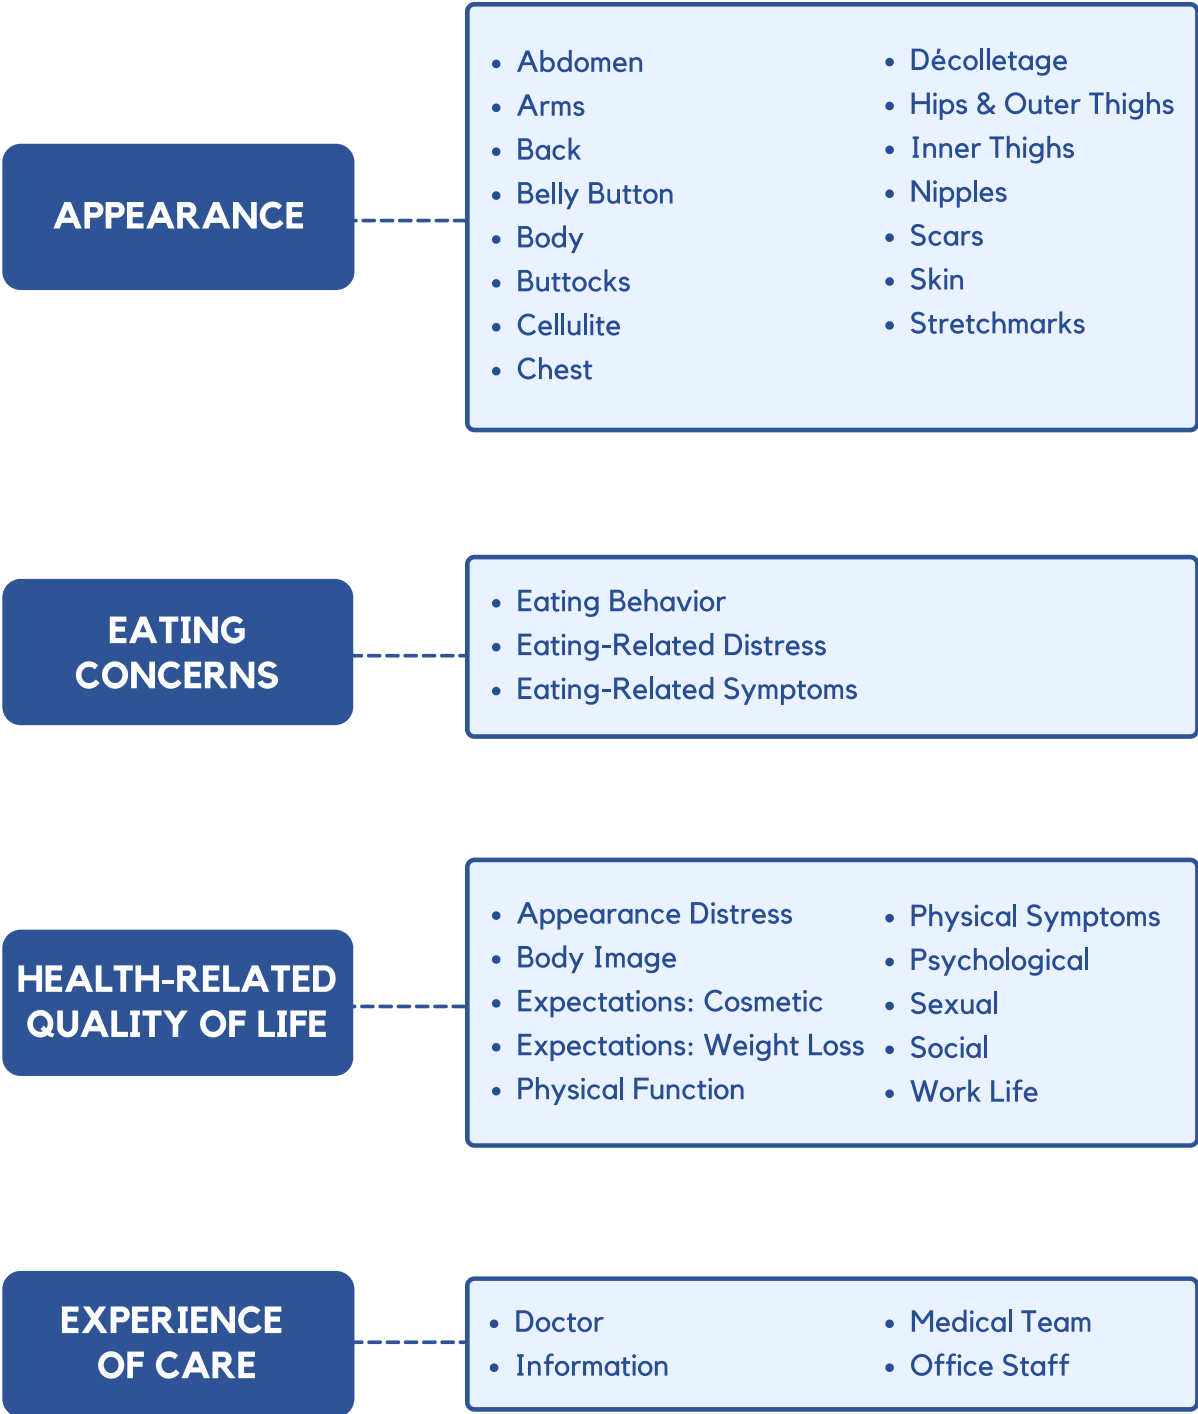 APPEARANCE
• Abdomen
• Arms
• Back
• Belly Button
• Body
• Buttocks
• Cellulite
• Chest
• Décolletage
• Hips & Outer Thighs
• Inner Thighs
• Nipples
• Scars
• Skin
• Stretchmarks
EATING
CONCERNS
• Eating Behavior
• Eating-Related Distress
• Eating-Related Symptoms
HEALTH-RELATED
QUALITY OF LIFE
• Appearance Distress
• Body Image
• Expectations: Cosmetic
• Expectations: Weight Loss
• Physical Function
• Physical Symptoms
• Psychological
• Sexual
• Social
• Work Life
EXPERIENCE
OF CARE
• Doctor
• Information
• Medical Team
• Office Staff